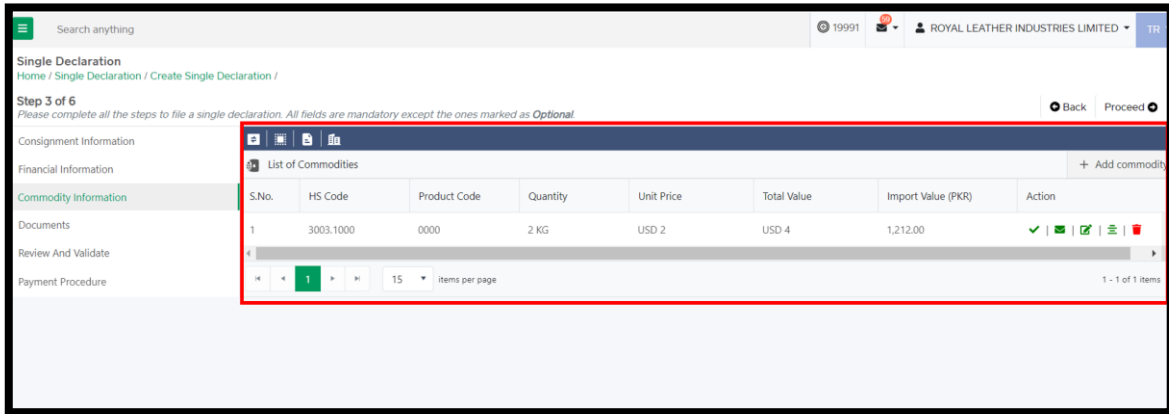 Search anything
19991
59
ROYAL LEATHER INDUSTRIES LIMITED
TR
Single Declaration
Home / Single Declaration / Create Single Declaration /
Step 3 of 6
Please complete all the steps to file a single declaration. All fields are mandatory except the ones marked as Optional.
Back
Proceed
Consignment Information
Financial Information
Commodity Information
Documents
Review And Validate
Payment Procedure
List of Commodities
+ Add commodity
S.No. HS Code Product Code Quantity Unit Price Total Value Import Value (PKR) Action
1 3003.1000 0000 2 KG USD 2 USD 4 1,212.00
1 15 items per page 1 - 1 of 1 items